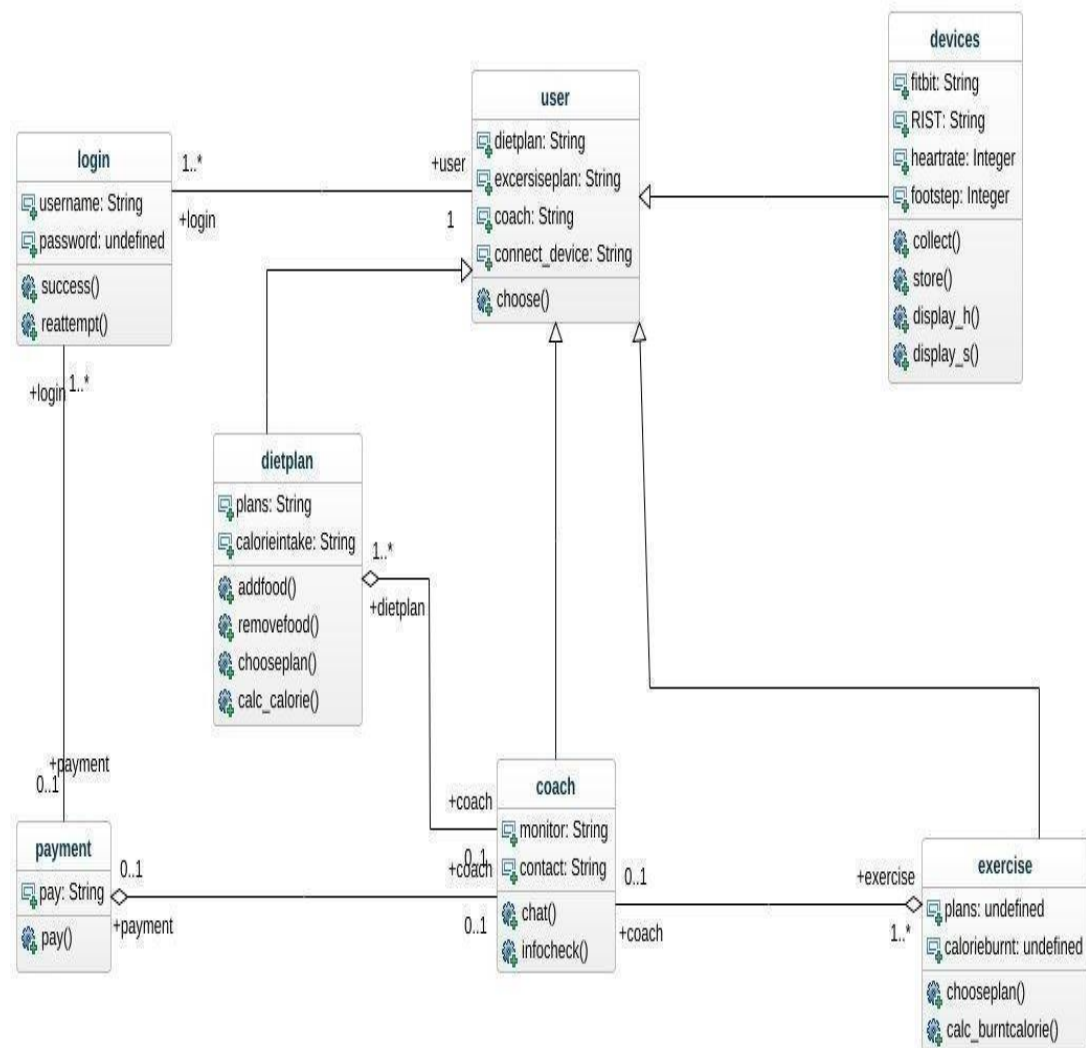 devices
fitbit: String
RIST: String
heartrate: Integer
footstep: Integer
collect()
store()
display_h()
display_s()
user
dietplan: String
excersiseplan: String
coach: String
connect_device: String
choose()
login
username: String
password: undefined
success()
reattempt()
1..*
+login
+user
1
+login
1..*
dietplan
plans: String
calorieintake: String
addfood()
removefood()
chooseplan()
calc_calorie()
1..*
+dietplan
+payment
0..1
+coach
0..1
+coach
0..1
payment
pay: String
pay()
0..1
+payment
coach
monitor: String
contact: String
chat()
infocheck()
0..1
+coach
+exercise
1..*
exercise
plans: undefined
calorieburnt: undefined
chooseplan()
calc_burntcalorie()